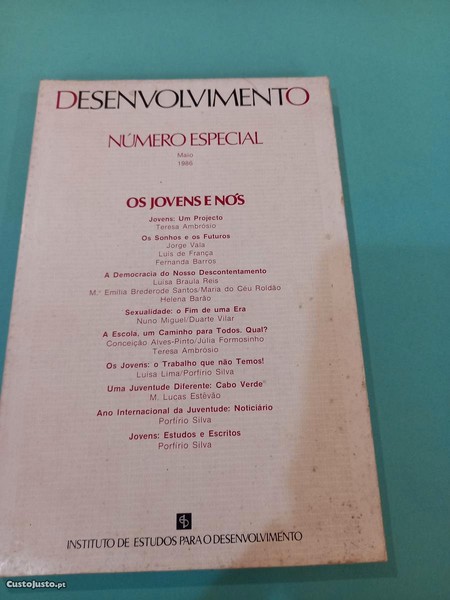 DESENVOLVIMENTO
NÚMERO ESPECIAL
Maio
1986
OS JOVENS E NÓS
Jovens: Um Projecto
Teresa Ambrósio
Os Sonhos e os Futuros
Jorge Vala
Luís de França
Fernanda Barros
A Democracia do Nosso Descontentamento
Luísa Braula Reis
M.ª Emília Brederode Santos/Maria do Céu Roldão
Helena Barão
Sexualidade: o Fim de uma Era
Nuno Miguel/Duarte Vilar
A Escola, um Caminho para Todos. Qual?
Conceição Alves-Pinto/Júlia Formosinho
Teresa Ambrósio
Os Jovens: o Trabalho que não Temos!
Luísa Lima/Porfírio Silva
Uma Juventude Diferente: Cabo Verde
M. Luças Estêvão
Ano Internacional da Juventude: Noticiário
Porfírio Silva
Jovens: Estudos e Escritos
Porfírio Silva
INSTITUTO DE ESTUDOS PARA O DESENVOLVIMENTO
CustoJusto.pt